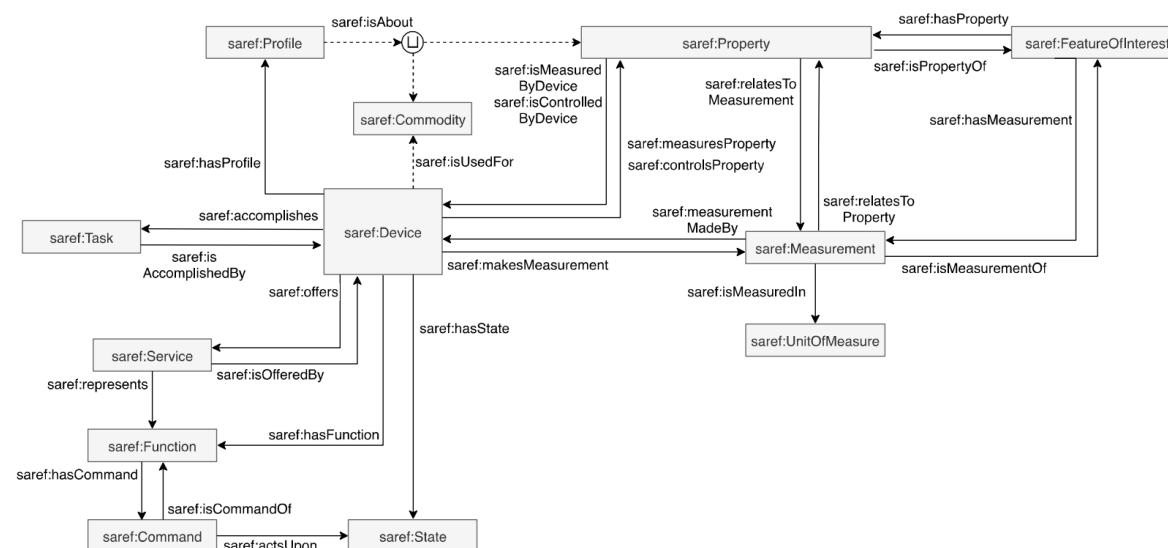 saref:isAbout
saref:hasProperty
saref:Profile
⊔
saref:Property
saref:FeatureOfInterest
saref:isMeasured
ByDevice
saref:isControlled
ByDevice
saref:relatesTo
Measurement
saref:isPropertyOf
saref:Commodity
saref:hasMeasurement
saref:measuresProperty
saref:controlsProperty
saref:hasProfile
saref:isUsedFor
saref:accomplishes
saref:Task
saref:is
AccomplishedBy
saref:Device
saref:measurement
MadeBy
saref:relatesTo
Property
saref:Measurement
saref:makesMeasurement
saref:isMeasurementOf
saref:offers
saref:isMeasuredIn
saref:hasState
saref:UnitOfMeasure
saref:Service
saref:isOfferedBy
saref:represents
saref:Function
saref:hasFunction
saref:hasCommand
saref:isCommandOf
saref:Command
saref:actsUpon
saref:State